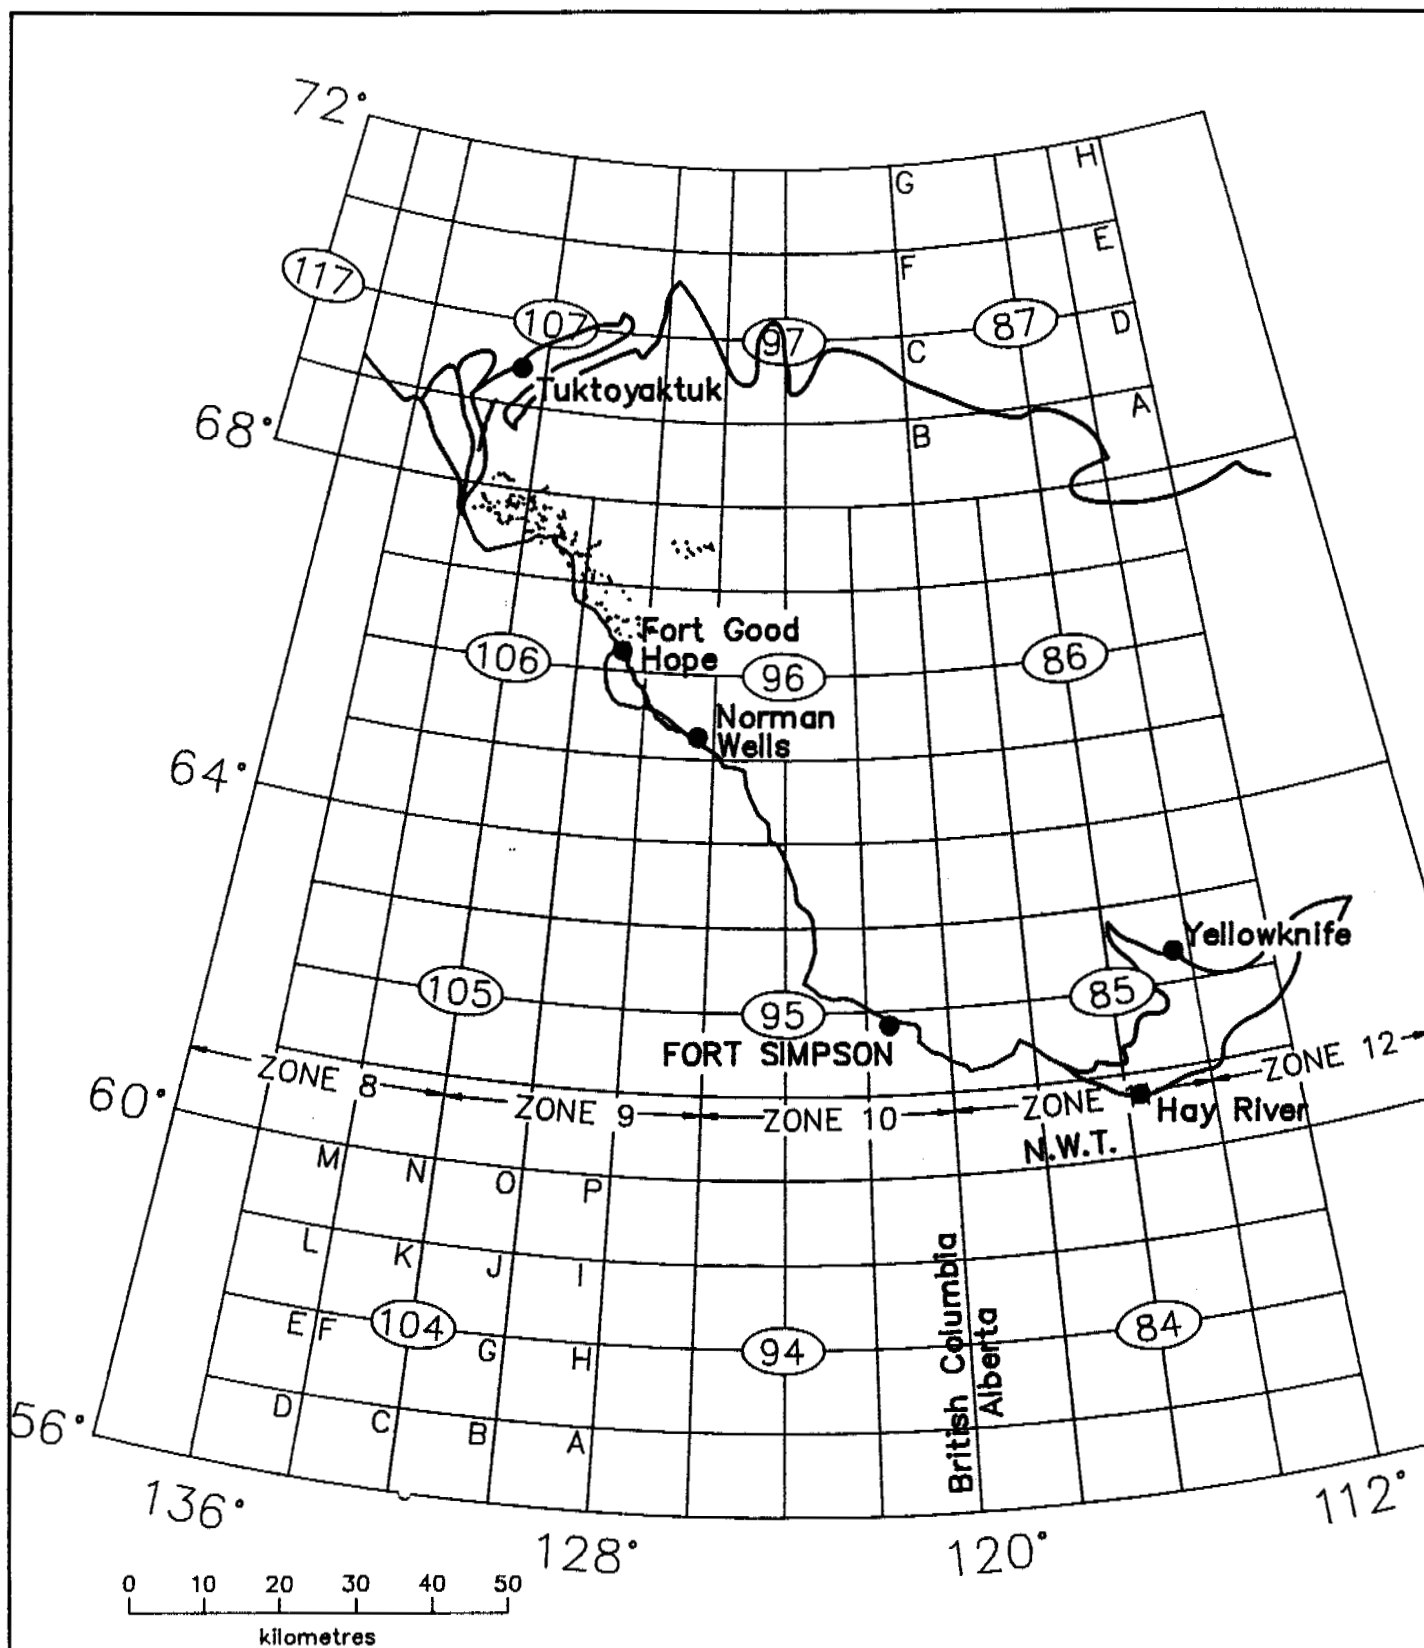 72°
H
G
E
117
F
107
87
D
97
C
Tuktoyaktuk
A
68°
B
Fort Good
Hope
106
96
86
Norman
Wells
64°
Yellowknife
105
85
95
FORT SIMPSON
ZONE 12
ZONE 8
60°
ZONE 9
ZONE 10
ZONE
Hay River
N.W.T.
M
N
O
P
L
K
J
I
British Columbia
Alberta
E
F
104
G
H
94
84
D
C
B
A
56°
136°
128°
120°
112°
0 10 20 30 40 50
kilometres